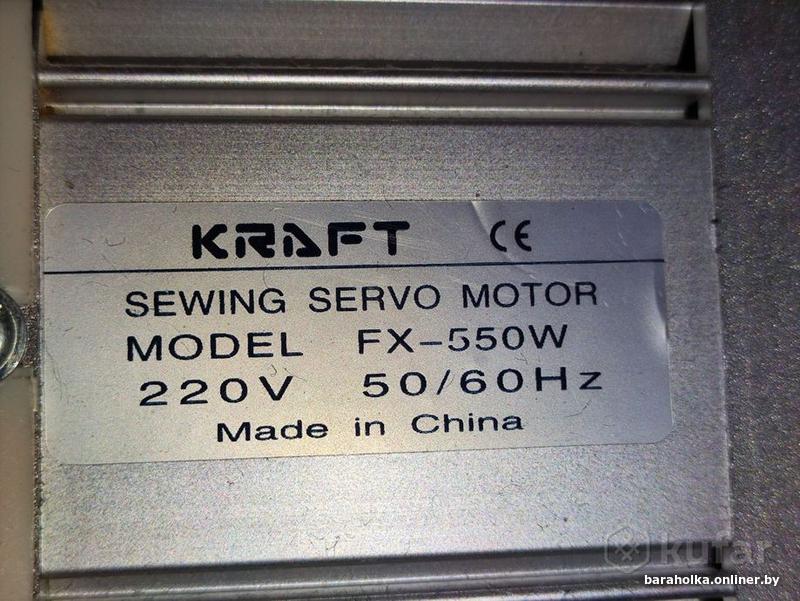 KRAFT CE
SEWING SERVO MOTOR
MODEL FX-550W
220V 50/60Hz
Made in China
kufar
baraholka.onliner.by